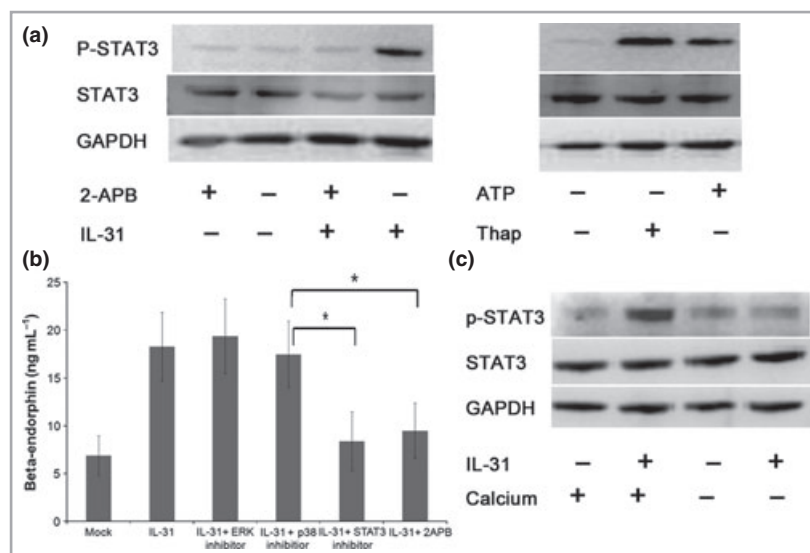 (a)
P-STAT3
STAT3
GAPDH
2-APB + − + −
IL-31 − − + +
ATP − − +
Thap − + −
(b)
Beta-endorphin (ng mL⁻¹)
25
20
15
10
5
0
* *
Mock IL-31 IL-31+ ERK inhibitor IL-31 + p38 inhibitior IL-31+ STAT3 inhibitor IL-31+ 2APB
(c)
p-STAT3
STAT3
GAPDH
IL-31 − + − +
Calcium + + − −